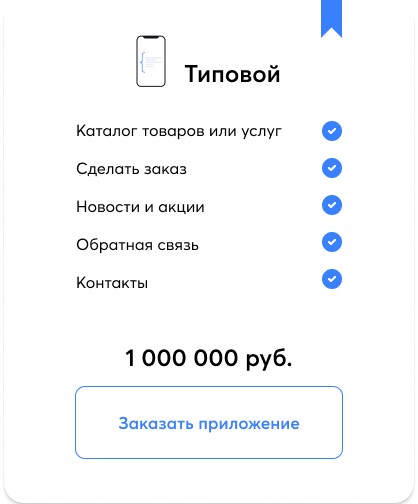 Типовой
Каталог товаров или услуг
Сделать заказ
Новости и акции
Обратная связь
Контакты
1 000 000 руб.
Заказать приложение